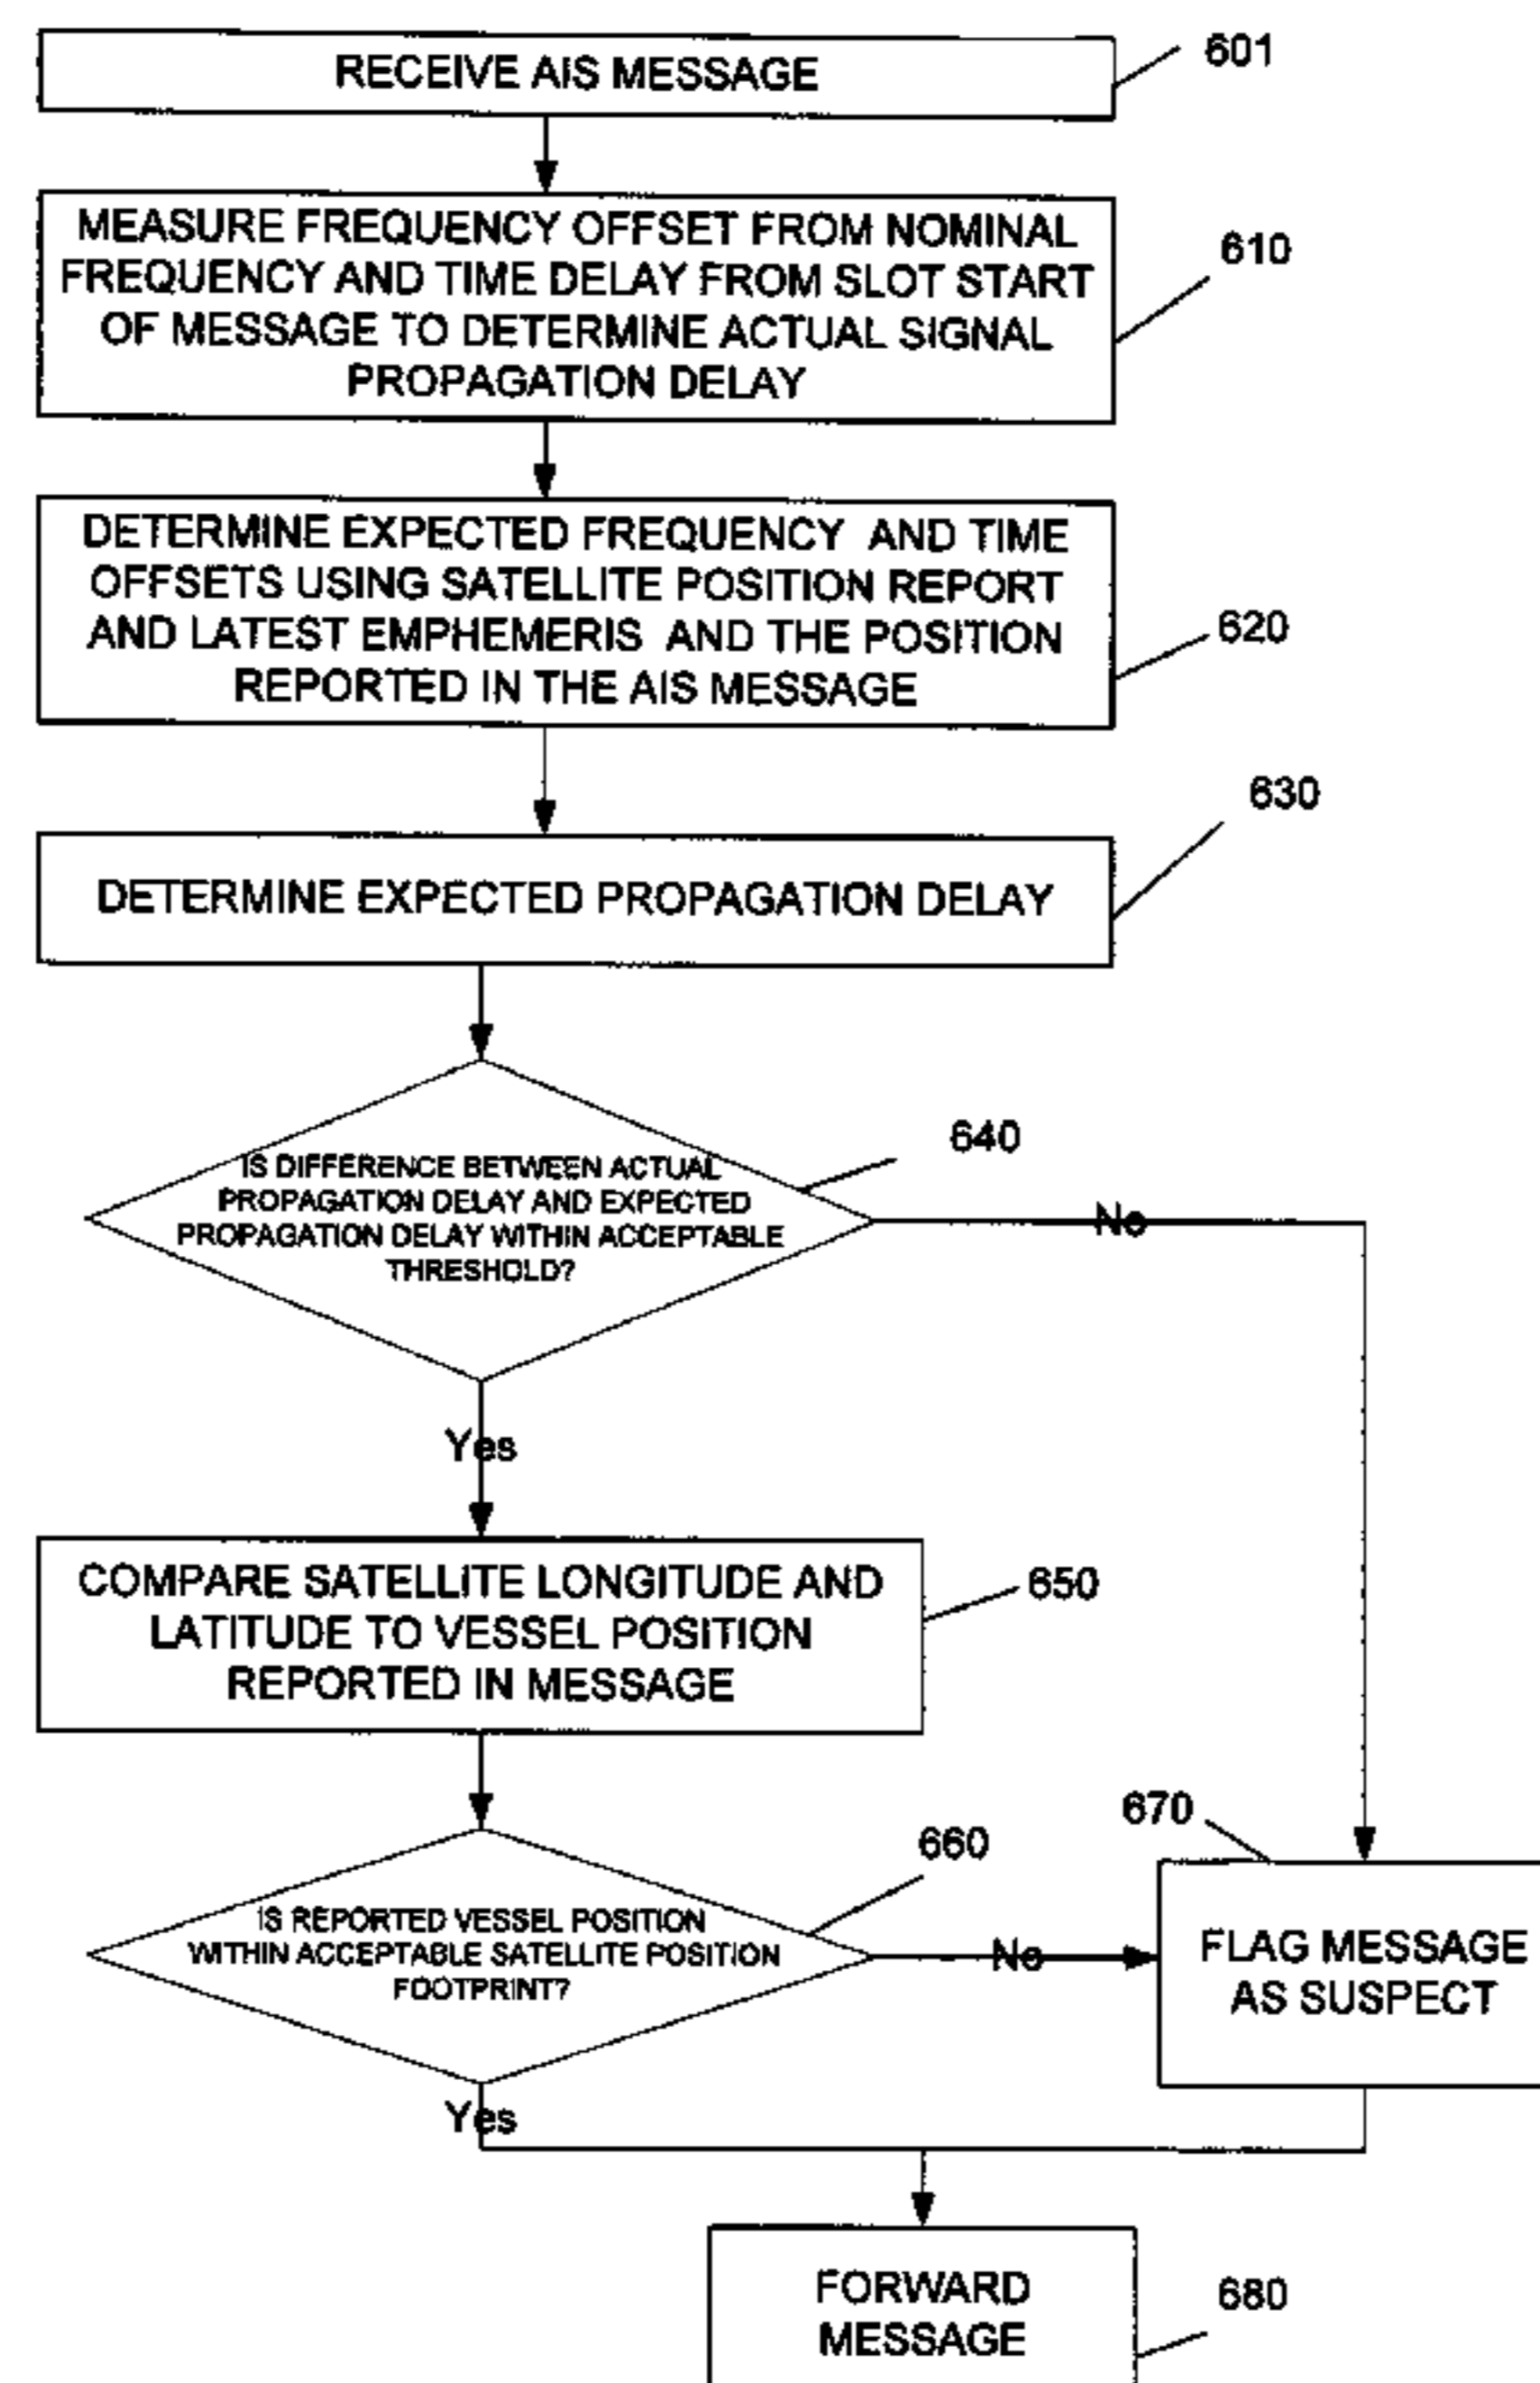 RECEIVE AIS MESSAGE
601
MEASURE FREQUENCY OFFSET FROM NOMINAL
FREQUENCY AND TIME DELAY FROM SLOT START
OF MESSAGE TO DETERMINE ACTUAL SIGNAL
PROPAGATION DELAY
610
DETERMINE EXPECTED FREQUENCY AND TIME
OFFSETS USING SATELLITE POSITION REPORT
AND LATEST EMPHEMERIS AND THE POSITION
REPORTED IN THE AIS MESSAGE
620
DETERMINE EXPECTED PROPAGATION DELAY
630
IS DIFFERENCE BETWEEN ACTUAL
PROPAGATION DELAY AND EXPECTED
PROPAGATION DELAY WITHIN ACCEPTABLE
THRESHOLD?
640
No
Yes
COMPARE SATELLITE LONGITUDE AND
LATITUDE TO VESSEL POSITION
REPORTED IN MESSAGE
650
IS REPORTED VESSEL POSITION
WITHIN ACCEPTABLE SATELLITE POSITION
FOOTPRINT?
660
No
Yes
670
FLAG MESSAGE
AS SUSPECT
FORWARD
MESSAGE
680